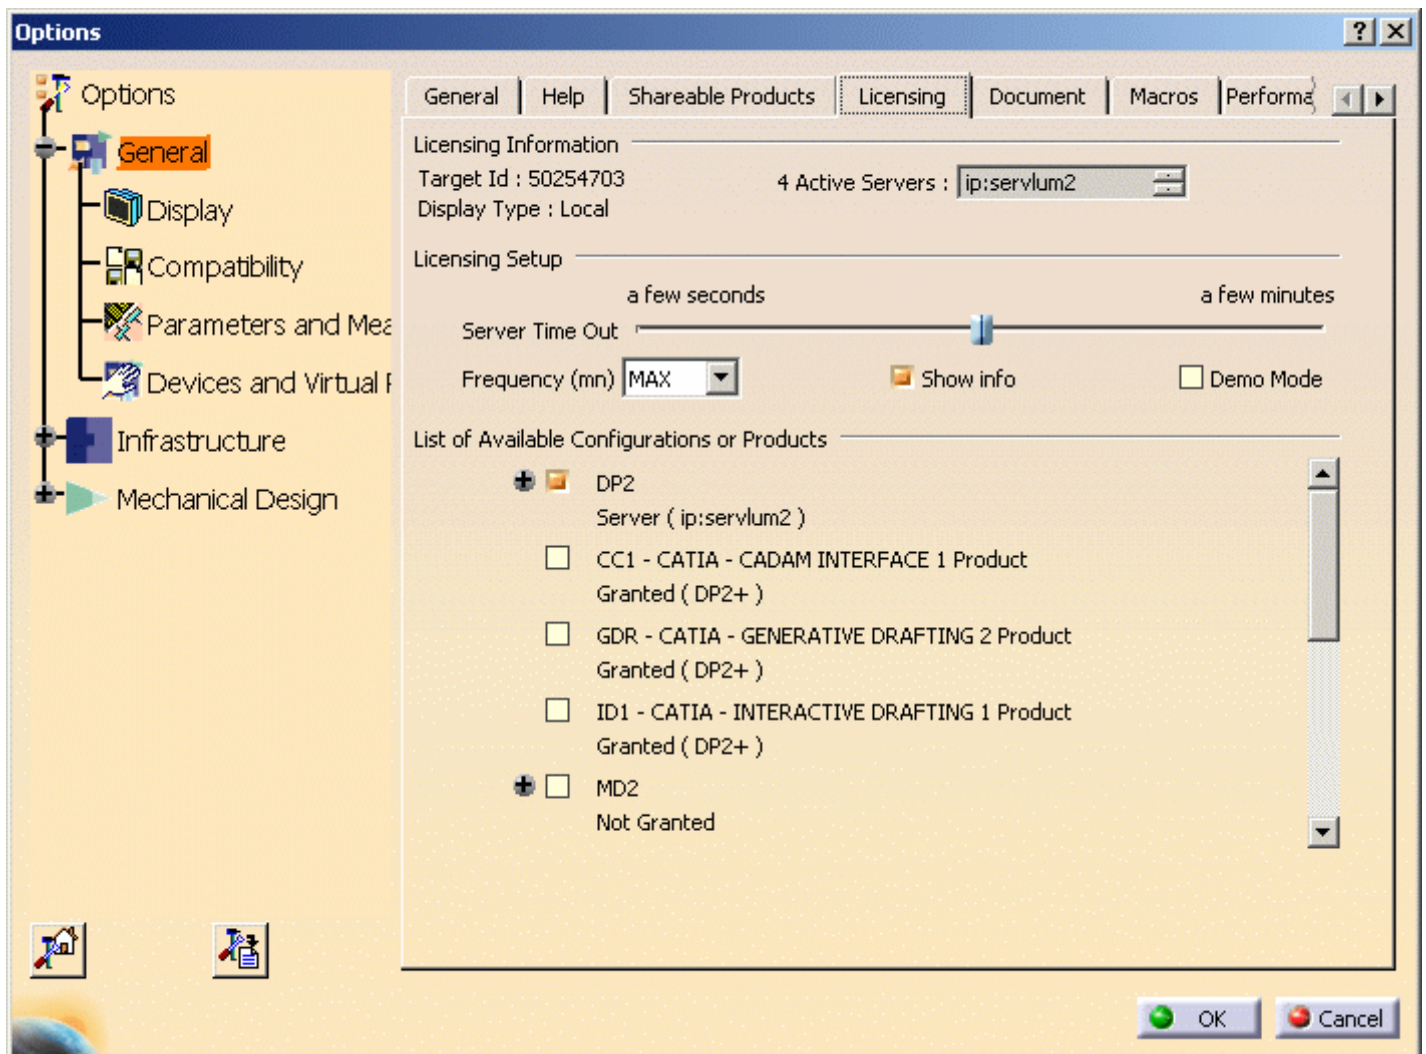 Options
Options
General
Display
Compatibility
Parameters and Mea
Devices and Virtual
Infrastructure
Mechanical Design
General Help Shareable Products Licensing Document Macros Performa
Licensing Information
Target Id : 50254703
4 Active Servers : ip:servlum2
Display Type : Local
Licensing Setup
a few seconds a few minutes
Server Time Out
Frequency (mn) MAX Show info Demo Mode
List of Available Configurations or Products
DP2
Server ( ip:servlum2 )
CC1 - CATIA - CADAM INTERFACE 1 Product
Granted ( DP2+ )
GDR - CATIA - GENERATIVE DRAFTING 2 Product
Granted ( DP2+ )
ID1 - CATIA - INTERACTIVE DRAFTING 1 Product
Granted ( DP2+ )
MD2
Not Granted
OK Cancel